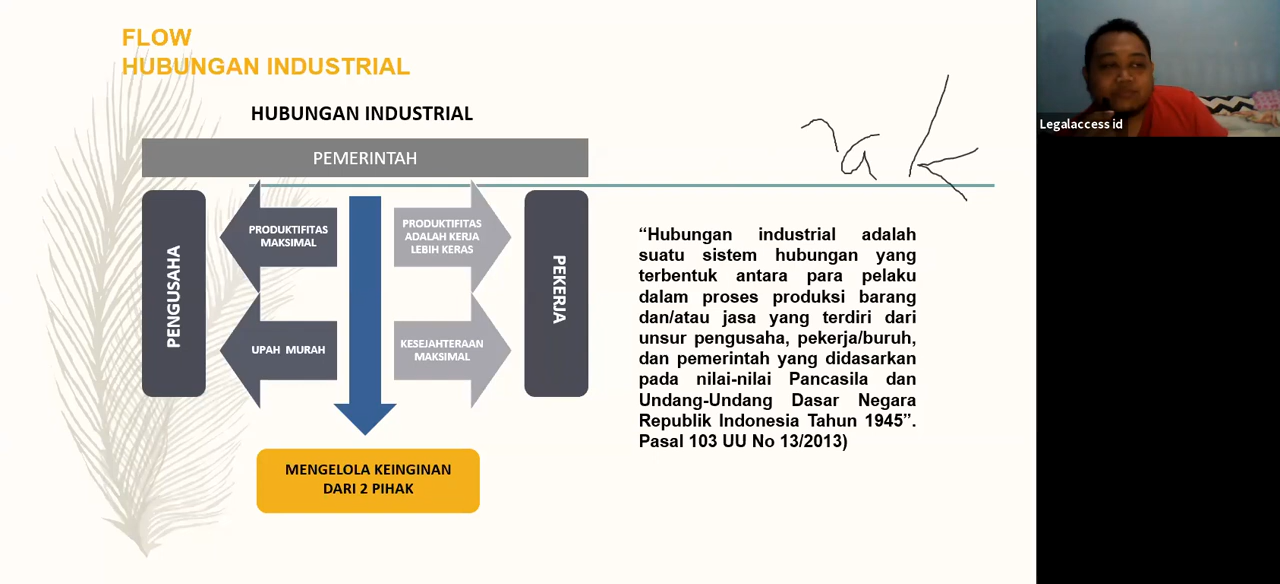 FLOW
HUBUNGAN INDUSTRIAL
HUBUNGAN INDUSTRIAL
PEMERINTAH
PENGUSAHA
PRODUKTIFITAS
MAKSIMAL
UPAH MURAH
PRODUKTIFITAS
ADALAH KERJA
LEBIH KERAS
KESEJAHTERAAN
MAKSIMAL
PEKERJA
MENGELOLA KEINGINAN
DARI 2 PIHAK
“Hubungan industrial adalah
suatu sistem hubungan yang
terbentuk antara para pelaku
dalam proses produksi barang
dan/atau jasa yang terdiri dari
unsur pengusaha, pekerja/buruh,
dan pemerintah yang didasarkan
pada nilai-nilai Pancasila dan
Undang-Undang Dasar Negara
Republik Indonesia Tahun 1945”.
Pasal 103 UU No 13/2013)
Legalaccess id